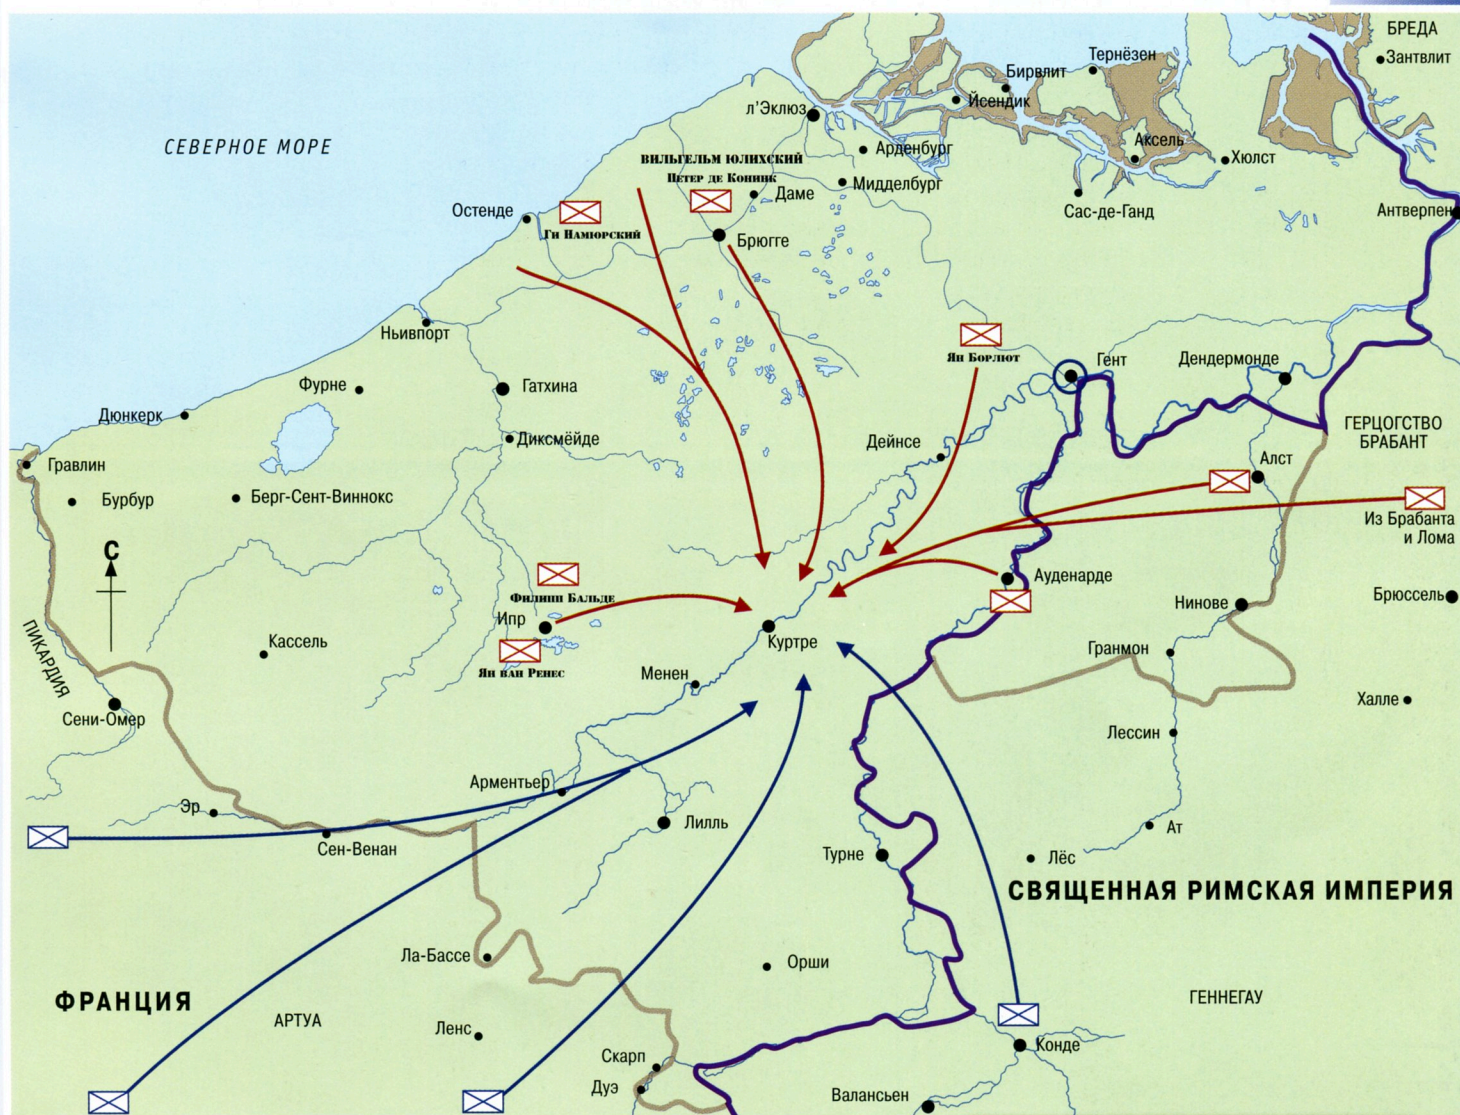 БРЕДА
Тернёзен
Зантвлит
Бирвлит
Йсендик
л'Эклюз
СЕВЕРНОЕ МОРЕ
Аксель
Арденбург
Хюлст
ВИЛЬГЕЛЬМ ЮЛИХСКИЙ
ПЕТЕР ДЕ КОНИНК
Мидделбург
Даме
Остенде
Сас-де-Ганд
Антверпен
Ги Намюрский
Брюгге
Ньивпорт
Ян Борлют
Гент
Дендермонде
Фурне
Гатхина
Дюнкерк
ГЕРЦОГСТВО
БРАБАНТ
Диксмёйде
Дейнсе
Алст
Гравлин
Бурбур
Берг-Сент-Виннокс
Из Брабанта
и Лома
С
Ауденарде
Филипп Бальде
Брюссель
Нинове
Ипр
ПИКАРДИЯ
Кассель
Куртре
Гранмон
Ян ван Ренес
Менен
Халле
Сени-Омер
Лессин
Арментьер
Эр
Лилль
Ат
Сен-Венан
Турне
Лёс
СВЯЩЕННАЯ РИМСКАЯ ИМПЕРИЯ
Ла-Бассе
Орши
ФРАНЦИЯ
ГЕННЕГАУ
АРТУА
Ленс
Конде
Скарп
Дуэ
Валансьен